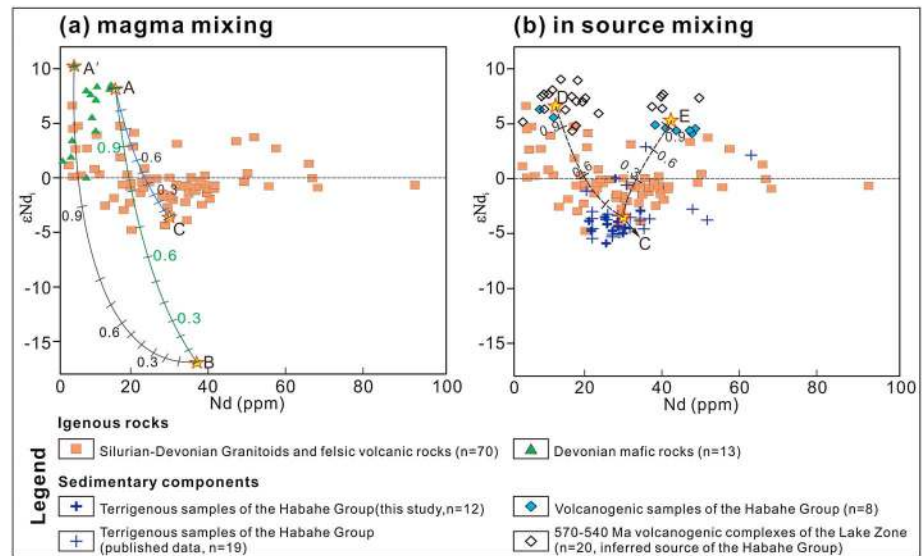 (a) magma mixing
(b) in source mixing
10
5
0
-5
-10
-15
εNdᵢ
A′
A
0.9
0.6
0.3
C
0.9
0.6
0.6
0.3
0.3
B
0 20 40 60 80 100
Nd (ppm)
10
5
0
-5
-10
-15
εNdᵢ
D
E
0.9
0.9
0.6
0.6
0.3
C
0 20 40 60 80 100
Nd (ppm)
Legend
Igenous rocks
Silurian-Devonian Granitoids and felsic volcanic rocks (n=70)
Devonian mafic rocks (n=13)
Sedimentary components
Terrigenous samples of the Habahe Group(this study,n=12)
Volcanogenic samples of the Habahe Group (n=8)
Terrigenous samples of the Habahe Group
(published data, n=19)
570-540 Ma volcanogenic complexes of the Lake Zone
(n=20, inferred source of the Habahe Group)